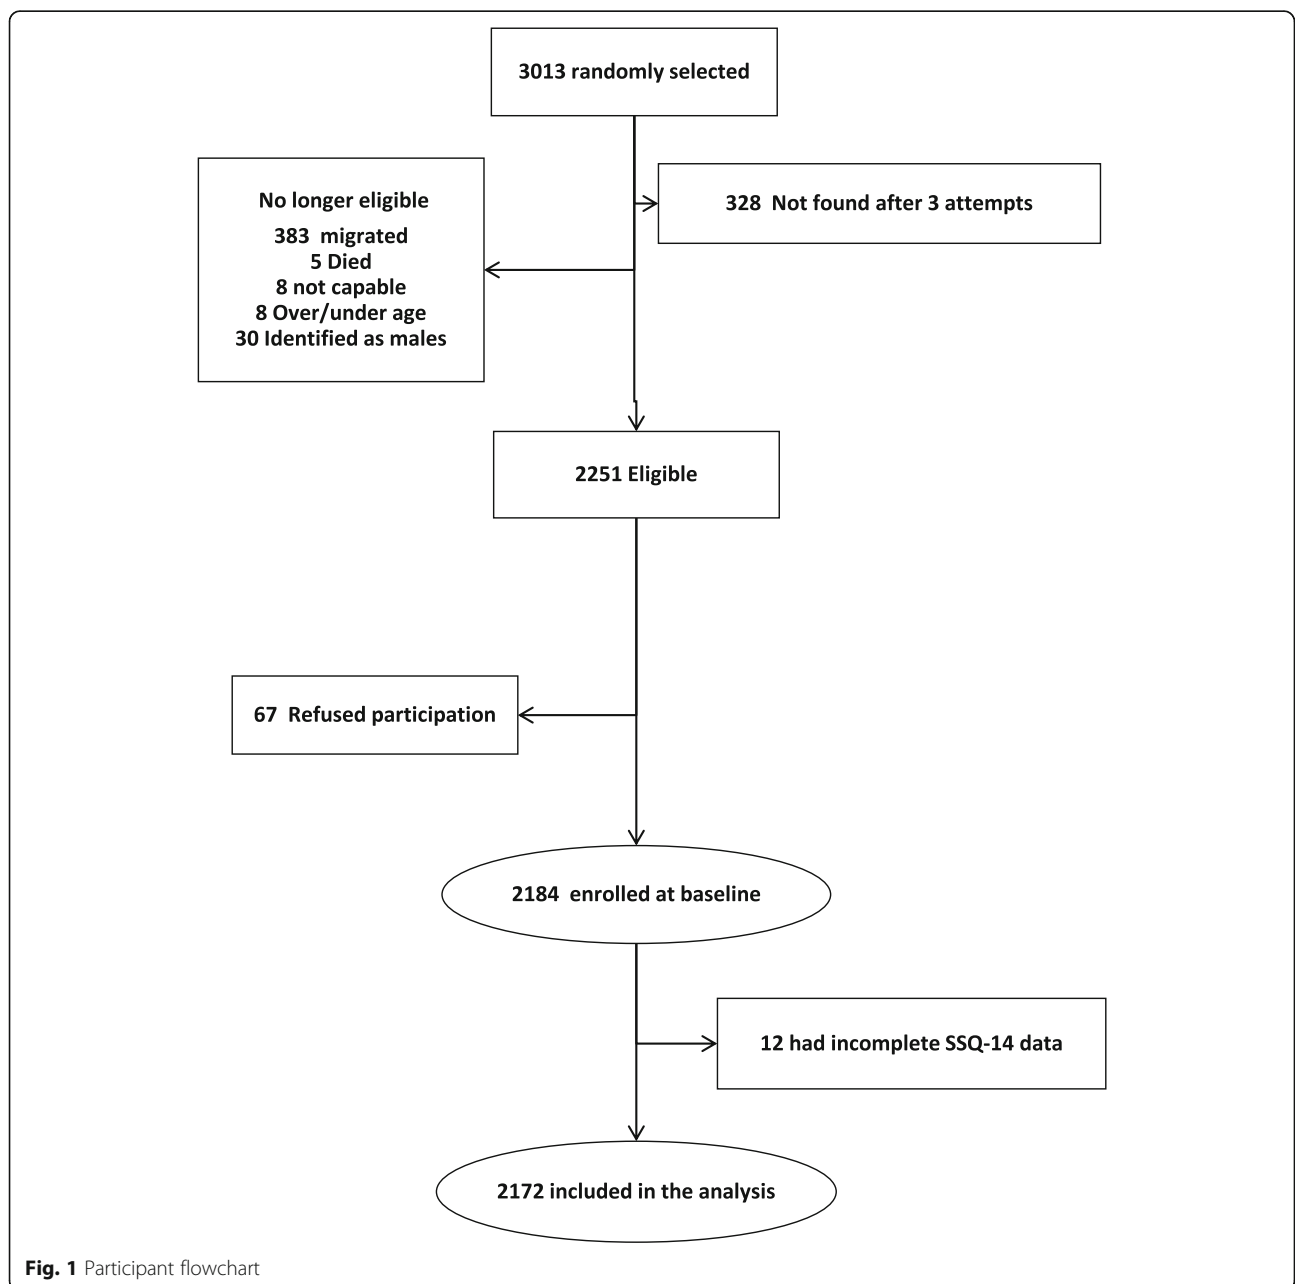 3013 randomly selected
328 Not found after 3 attempts
No longer eligible
383 migrated
5 Died
8 not capable
8 Over/under age
30 Identified as males
2251 Eligible
67 Refused participation
2184 enrolled at baseline
12 had incomplete SSQ-14 data
2172 included in the analysis
Fig. 1 Participant flowchart